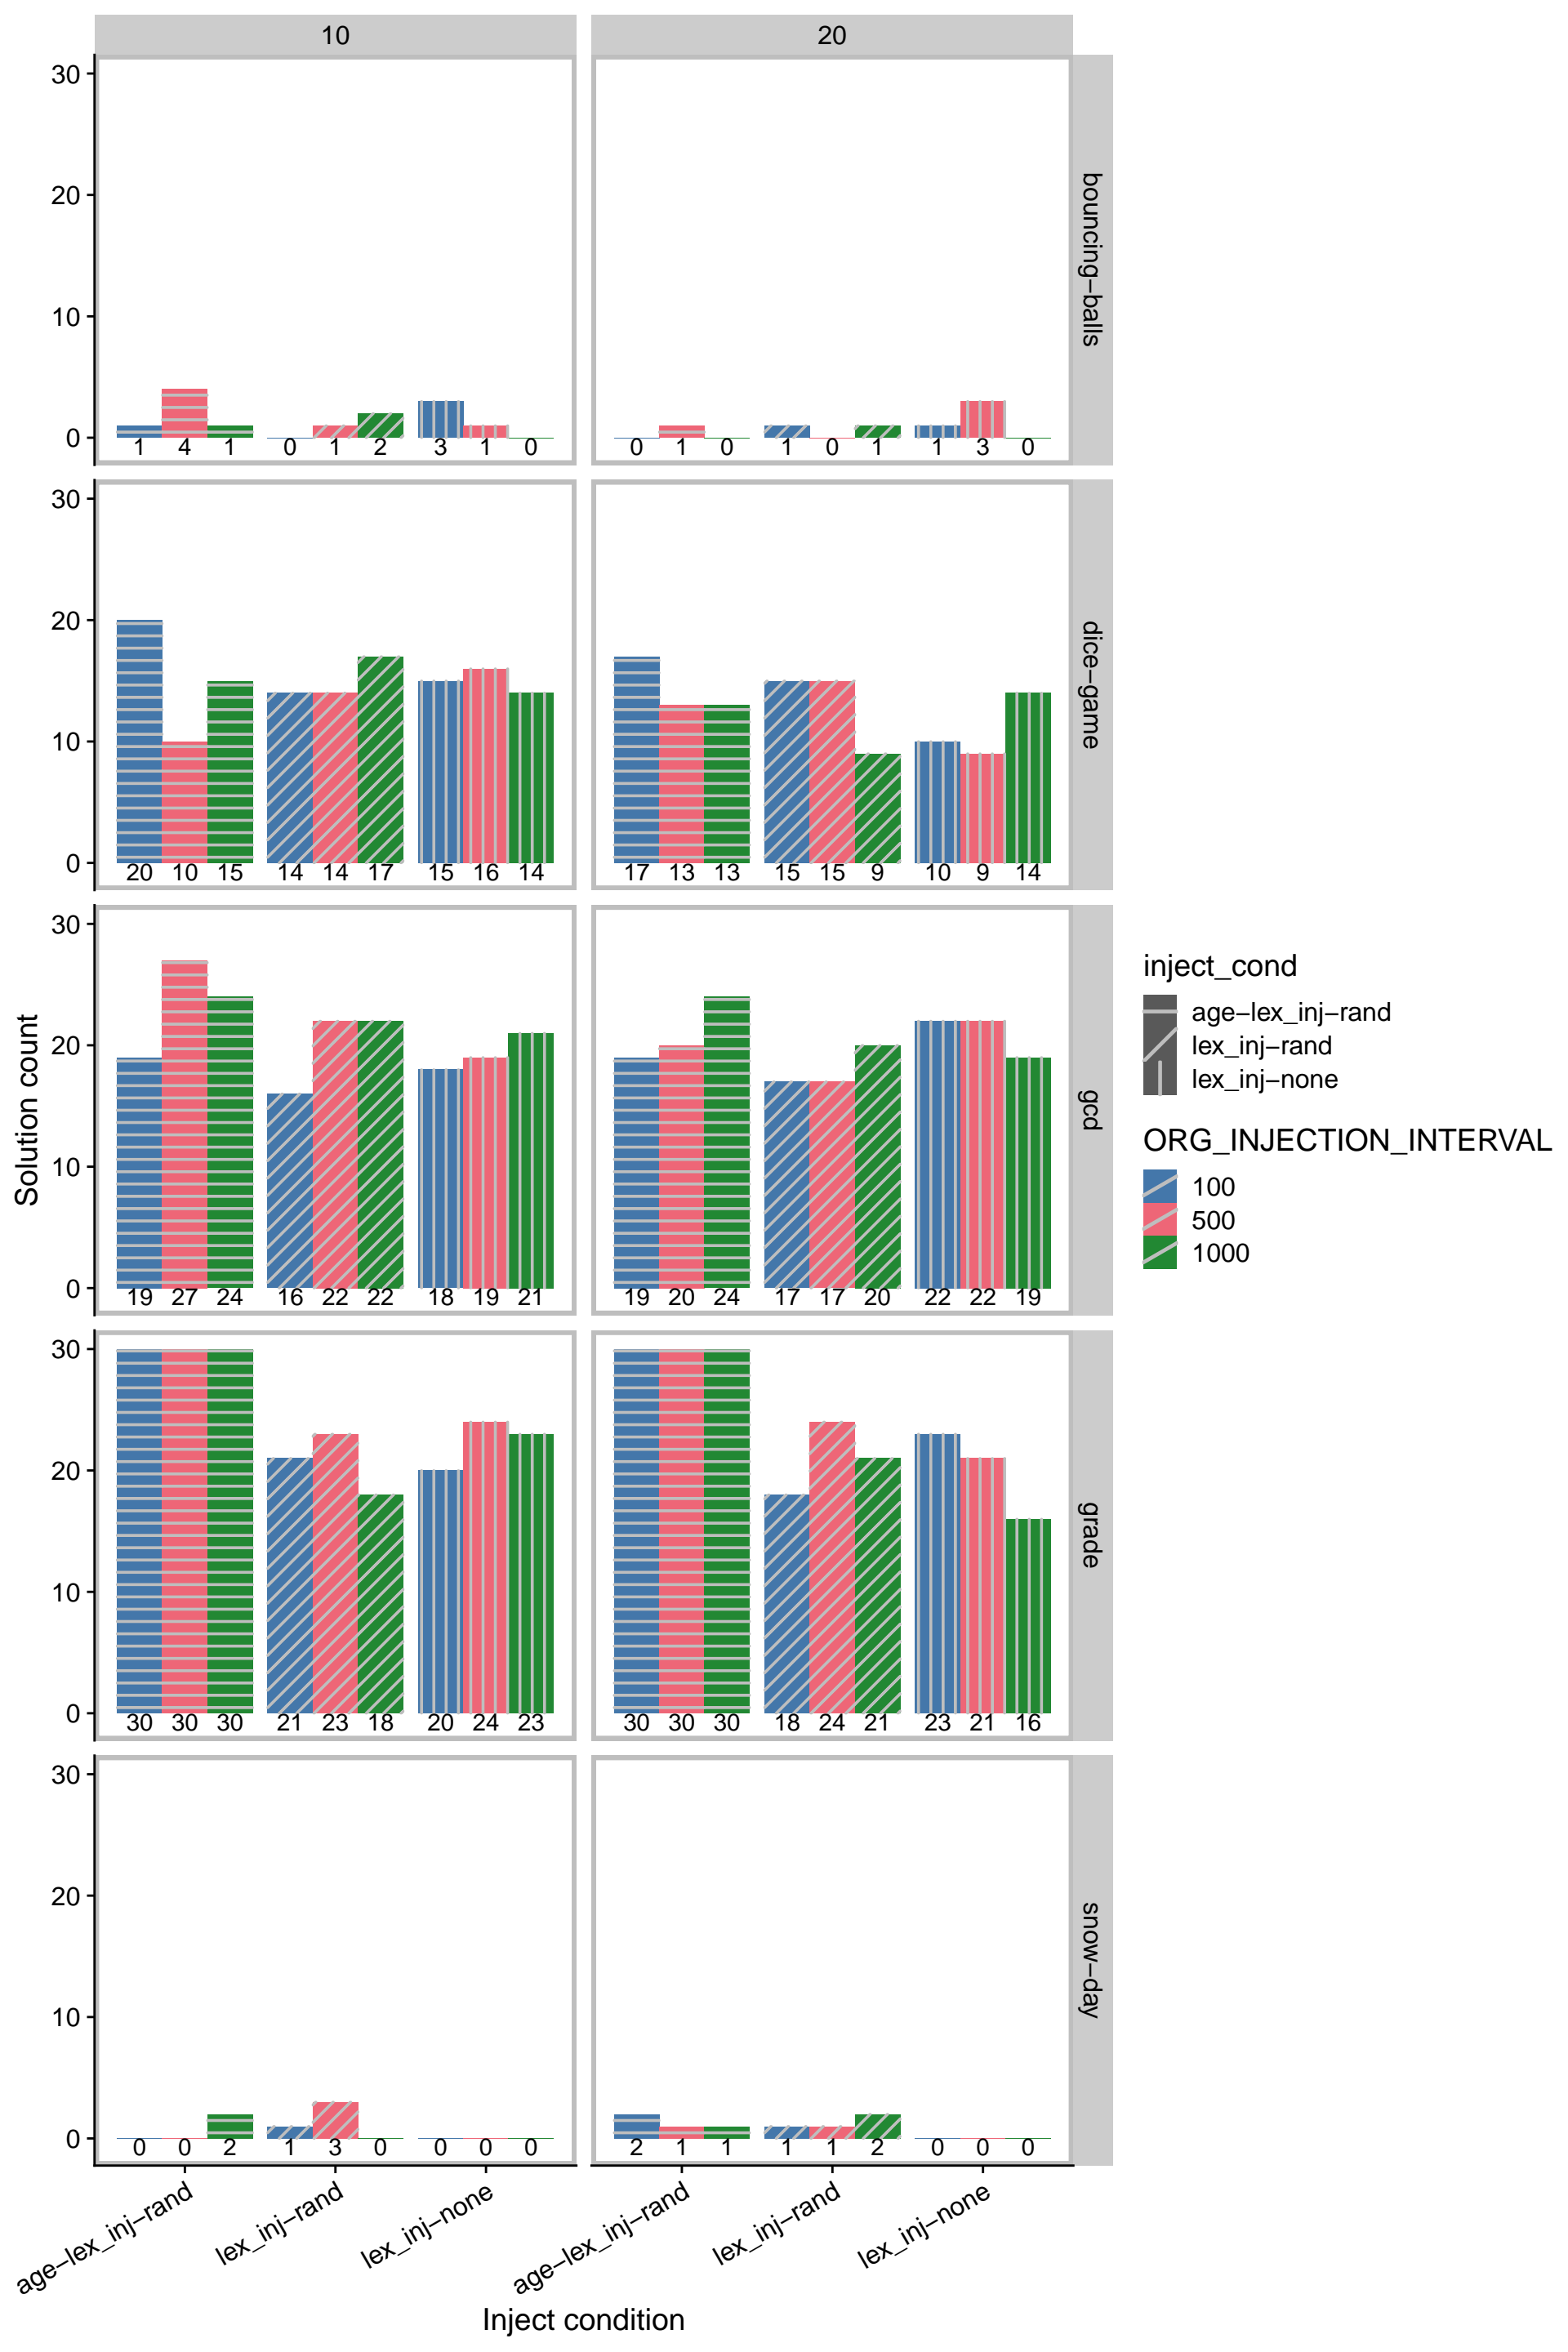 10 20
30
20
10
0
1 4 1 0 1 2 3 1 0
0 1 0 1 0 1 1 3 0
bouncing−balls
30
20
10
0
20 10 15 14 14 17 15 16 14
17 13 13 15 15 9 10 9 14
dice−game
30
20
10
0
19 27 24 16 22 22 18 19 21
19 20 24 17 17 20 22 22 19
gcd
30
20
10
0
30 30 30 21 23 18 20 24 23
30 30 30 18 24 21 23 21 16
grade
30
20
10
0
0 0 2 1 3 0 0 0 0
2 1 1 1 1 2 0 0 0
snow−day
age−lex_inj−rand
lex_inj−rand
lex_inj−none
age−lex_inj−rand
lex_inj−rand
lex_inj−none
Inject condition
Solution count
inject_cond
age−lex_inj−rand
lex_inj−rand
lex_inj−none
ORG_INJECTION_INTERVAL
100
500
1000